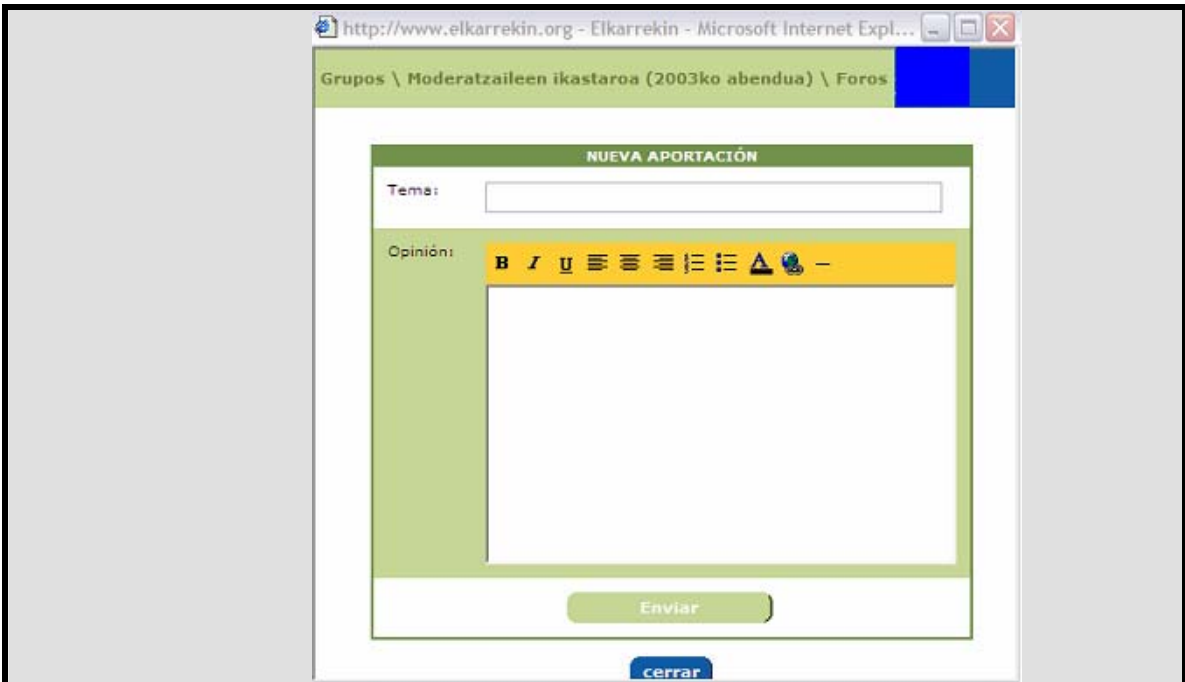 http://www.elkarrekin.org - Elkarrekin - Microsoft Internet Expl...
Grupos \ Moderatzaileen ikastaroa (2003ko abendua) \ Foros
NUEVA APORTACIÓN
Tema:
Opinión:
B I U A
Enviar
cerrar